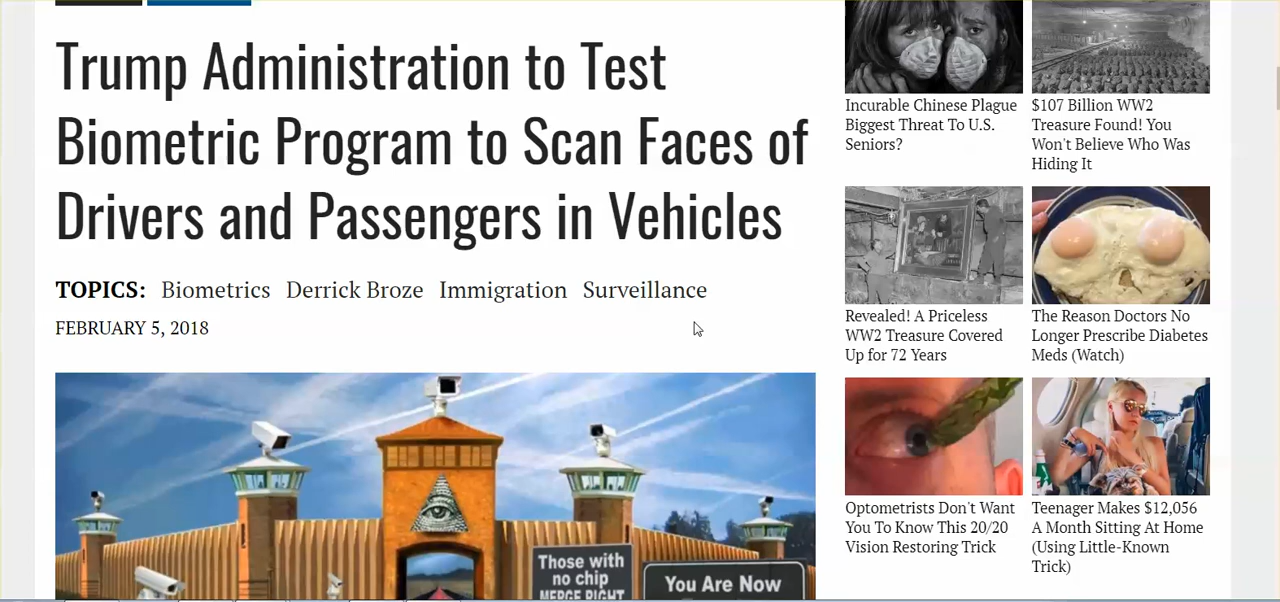 Trump Administration to Test
Biometric Program to Scan Faces of
Drivers and Passengers in Vehicles
TOPICS: Biometrics Derrick Broze Immigration Surveillance
FEBRUARY 5, 2018
Those with
no chip
MERGE RIGHT
You Are Now
Incurable Chinese Plague
Biggest Threat To U.S.
Seniors?
$107 Billion WW2
Treasure Found! You
Won't Believe Who Was
Hiding It
Revealed! A Priceless
WW2 Treasure Covered
Up for 72 Years
The Reason Doctors No
Longer Prescribe Diabetes
Meds (Watch)
Optometrists Don't Want
You To Know This 20/20
Vision Restoring Trick
Teenager Makes $12,056
A Month Sitting At Home
(Using Little-Known
Trick)